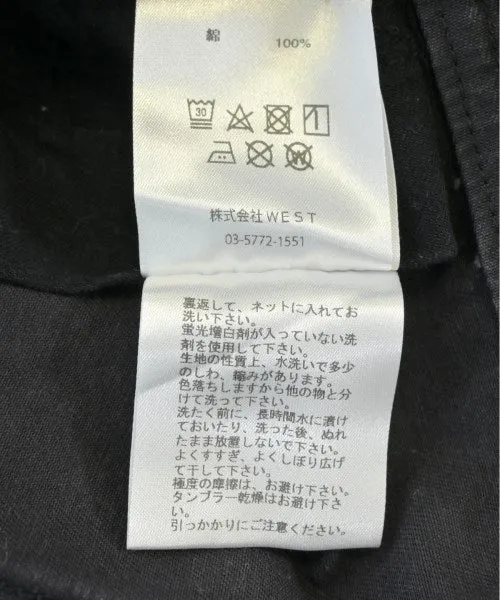 綿 100%
30
株式会社WEST
03-5772-1551
裏返して、ネットに入れてお
洗い下さい。
蛍光増白剤が入っていない洗
剤を使用して下さい。
生地の性質上、水洗いで多少
のしわ、縮みがあります。
色落ちしますから他の物と分
けて洗って下さい。
洗たく前に、長時間水に漬け
ておいたり、洗った後、ぬれ
たまま放置しないで下さい。
よくすすぎ、よくしぼり広げ
て干して下さい。
極度の摩擦は、お避け下さい。
タンブラー乾燥はお避け下さ
い。
引っかかりにご注意ください。